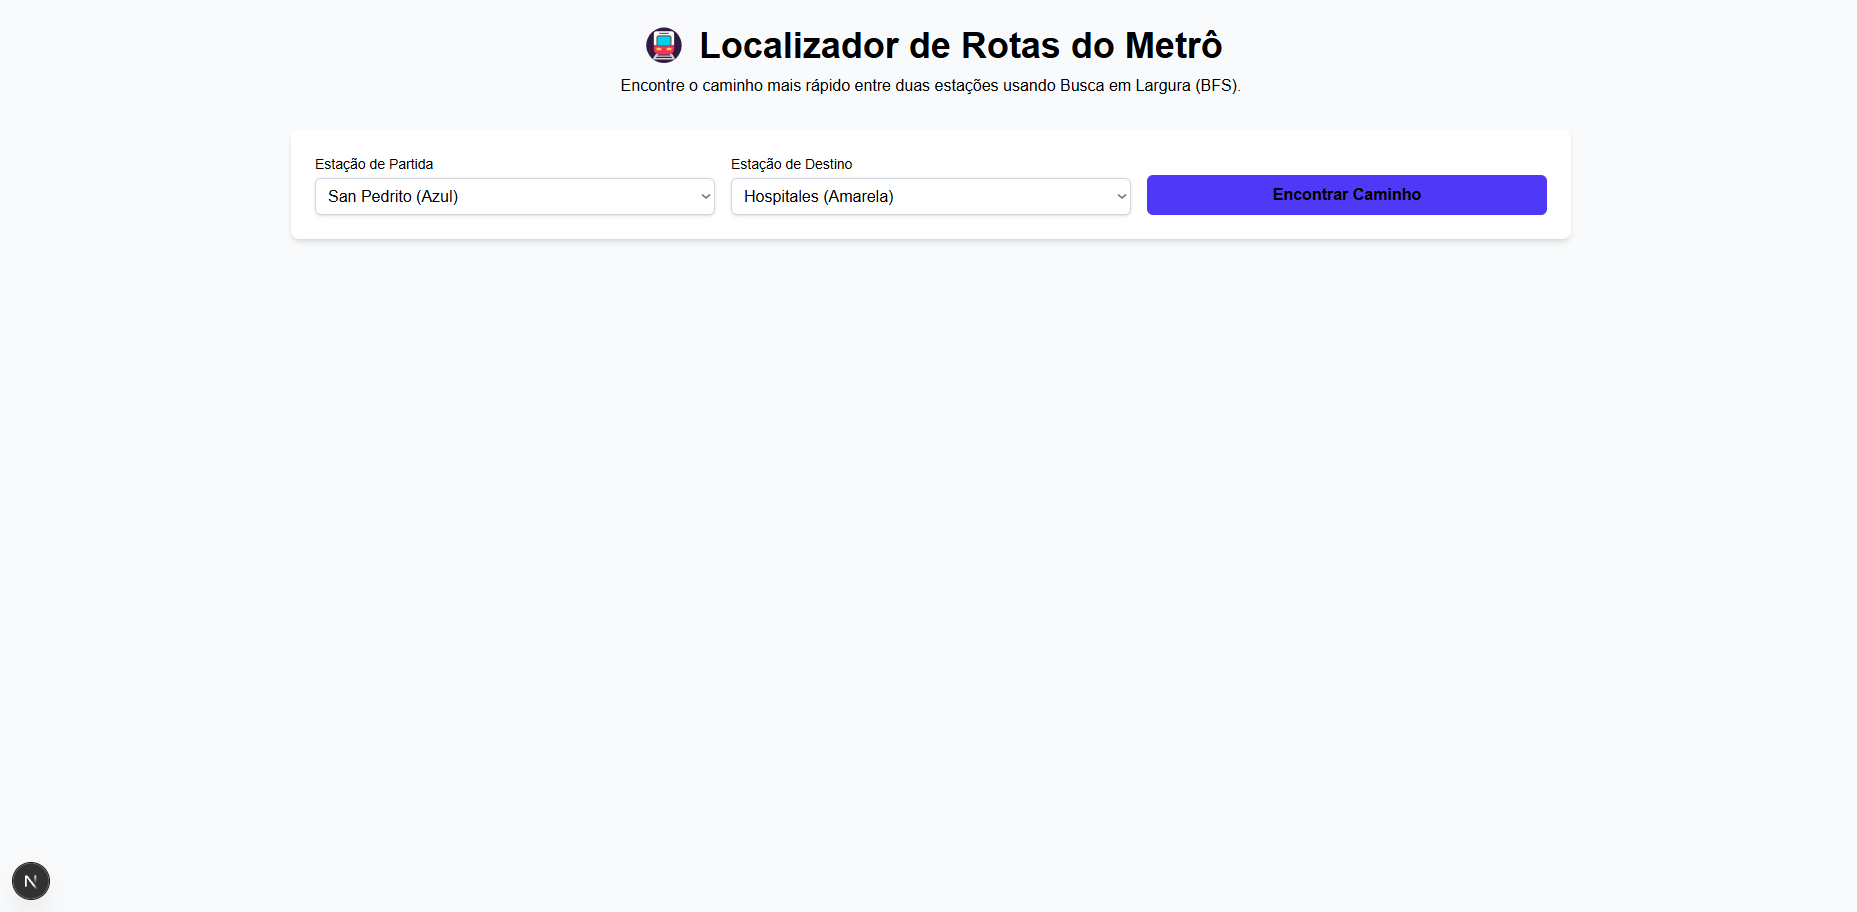 Localizador de Rotas do Metrô
Encontre o caminho mais rápido entre duas estações usando Busca em Largura (BFS).
Estação de Partida
Estação de Destino
San Pedrito (Azul)
Hospitales (Amarela)
Encontrar Caminho
N